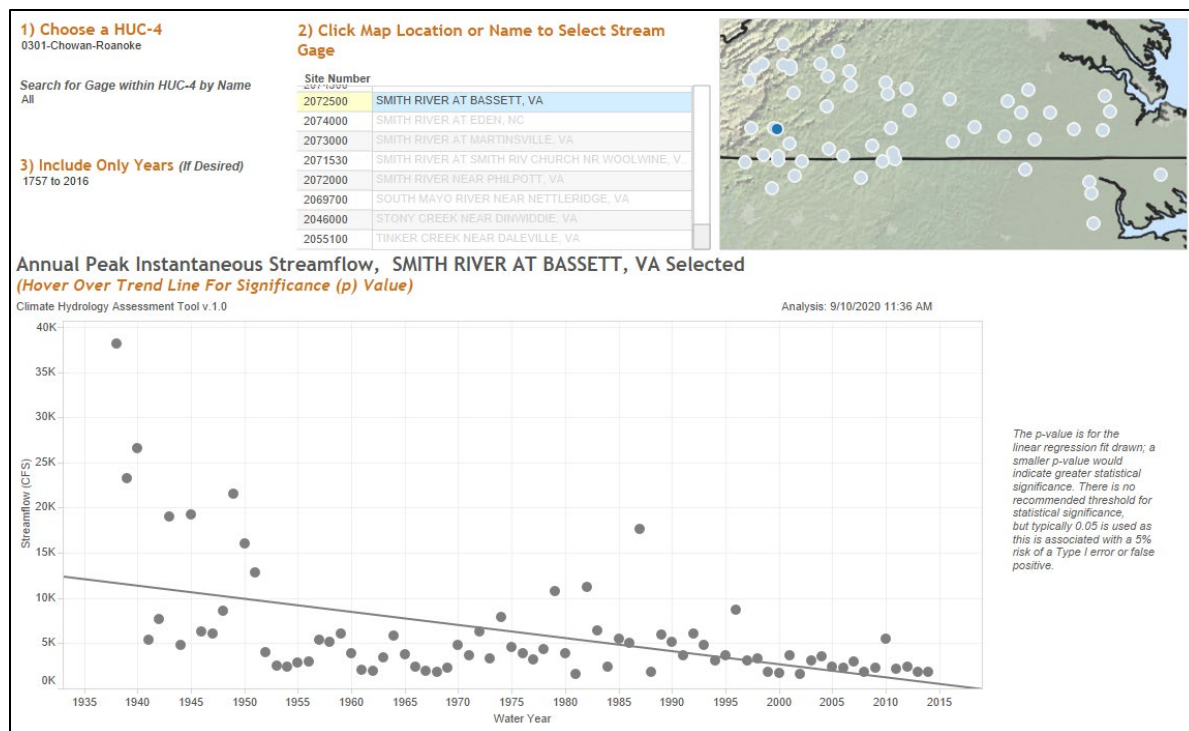 1) Choose a HUC-4
0301-Chowan-Roanoke
Search for Gage within HUC-4 by Name
All
3) Include Only Years (If Desired)
1757 to 2016
2) Click Map Location or Name to Select Stream
Gage
Site Number
2072500 SMITH RIVER AT BASSETT, VA
2074000 SMITH RIVER AT EDEN, NC
2073000 SMITH RIVER AT MARTINSVILLE, VA
2071530 SMITH RIVER AT SMITH RIV CHURCH NR WOOLWINE, V..
2072000 SMITH RIVER NEAR PHILPOTT, VA
2069700 SOUTH MAYO RIVER NEAR NETTLERIDGE, VA
2046000 STONY CREEK NEAR DINWIDDIE, VA
2055100 TINKER CREEK NEAR DALEVILLE, VA
Annual Peak Instantaneous Streamflow, SMITH RIVER AT BASSETT, VA Selected
(Hover Over Trend Line For Significance (p) Value)
Climate Hydrology Assessment Tool v.1.0
Analysis: 9/10/2020 11:36 AM
40K
35K
30K
25K
20K
15K
10K
5K
0K
Streamflow (CFS)
1935 1940 1945 1950 1955 1960 1965 1970 1975 1980 1985 1990 1995 2000 2005 2010 2015
Water Year
The p-value is for the
linear regression fit drawn; a
smaller p-value would
indicate greater statistical
significance. There is no
recommended threshold for
statistical significance,
but typically 0.05 is used as
this is associated with a 5%
risk of a Type I error or false
positive.